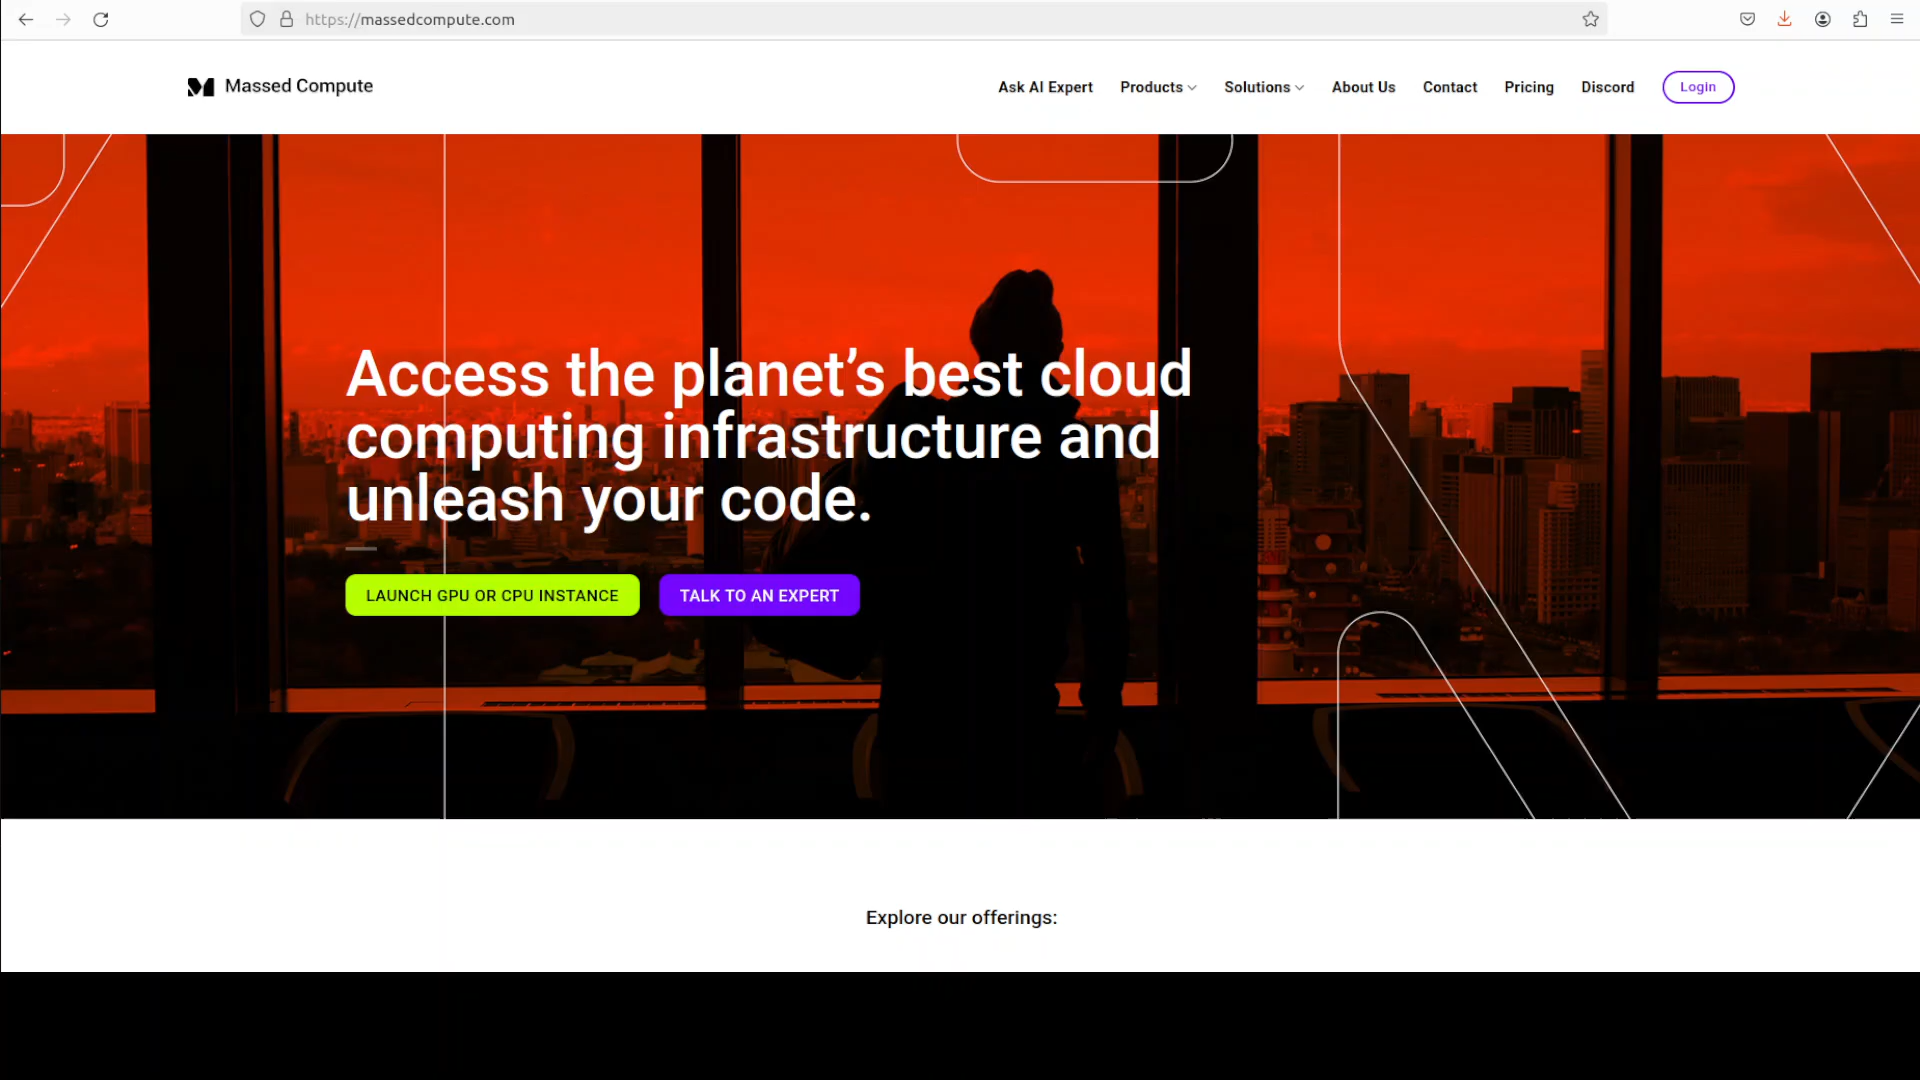 https://massedcompute.com
Massed Compute
Ask AI Expert
Products
Solutions
About Us
Contact
Pricing
Discord
Login
Access the planet’s best cloud
computing infrastructure and
unleash your code.
LAUNCH GPU OR CPU INSTANCE
TALK TO AN EXPERT
Explore our offerings: